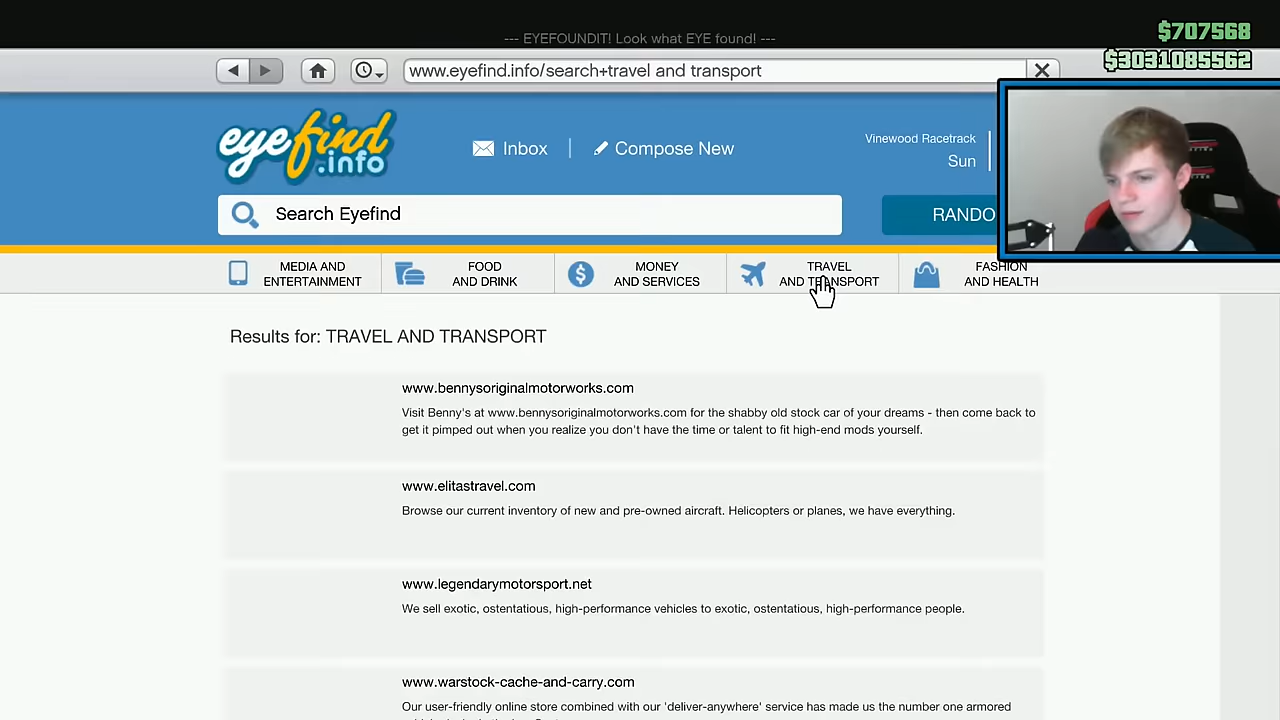 --- EYEFOUNDIT! Look what EYE found! ---
$707568
$3031085562
www.eyefind.info/search+travel and transport
eyefind
.info
Inbox
Compose New
Vinewood Racetrack
Sun
Search Eyefind
RANDO
MEDIA AND
ENTERTAINMENT
FOOD
AND DRINK
MONEY
AND SERVICES
TRAVEL
AND TRANSPORT
FASHION
AND HEALTH
Results for: TRAVEL AND TRANSPORT
www.bennysoriginalmotorworks.com
Visit Benny's at www.bennysoriginalmotorworks.com for the shabby old stock car of your dreams - then come back to
get it pimped out when you realize you don't have the time or talent to fit high-end mods yourself.
www.elitastravel.com
Browse our current inventory of new and pre-owned aircraft. Helicopters or planes, we have everything.
www.legendarymotorsport.net
We sell exotic, ostentatious, high-performance vehicles to exotic, ostentatious, high-performance people.
www.warstock-cache-and-carry.com
Our user-friendly online store combined with our 'deliver-anywhere' service has made us the number one armored